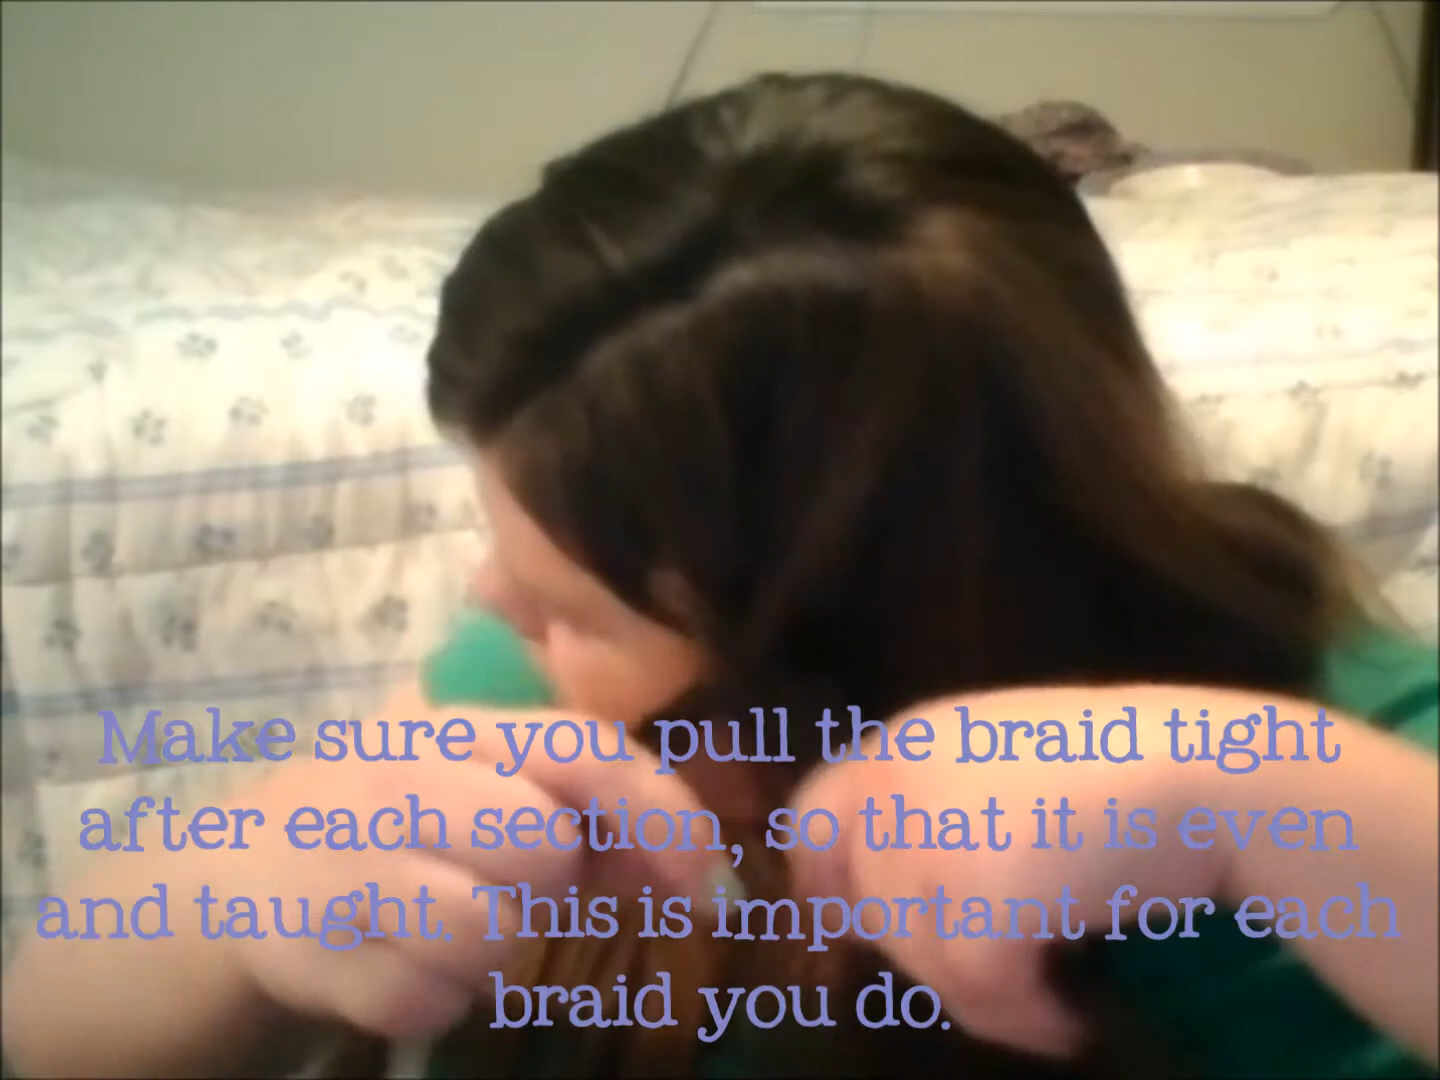 Make sure you pull the braid tight
after each section, so that it is even
and taught. This is important for each
braid you do.